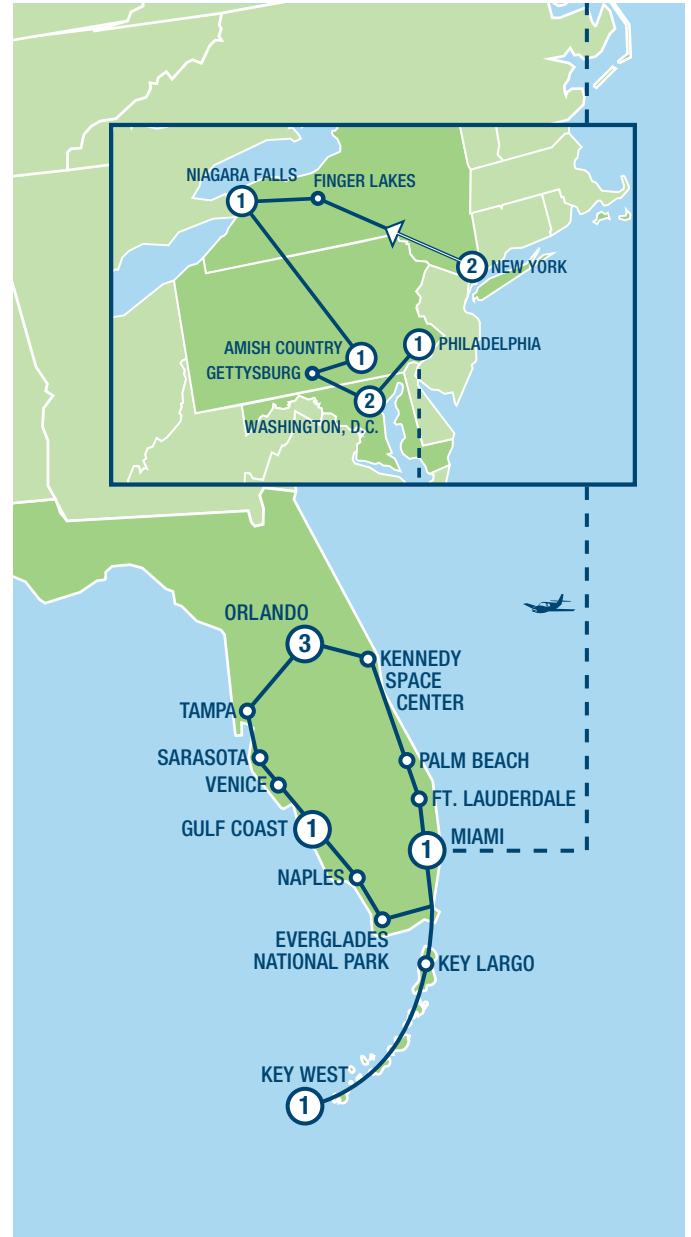 NIAGARA FALLS
1
FINGER LAKES
2
NEW YORK
AMISH COUNTRY
1
1
PHILADELPHIA
GETTYSBURG
2
WASHINGTON, D.C.
ORLANDO
3
KENNEDY
SPACE
CENTER
TAMPA
SARASOTA
PALM BEACH
VENICE
FT. LAUDERDALE
GULF COAST
1
1
MIAMI
NAPLES
EVERGLADES
NATIONAL PARK
KEY LARGO
KEY WEST
1